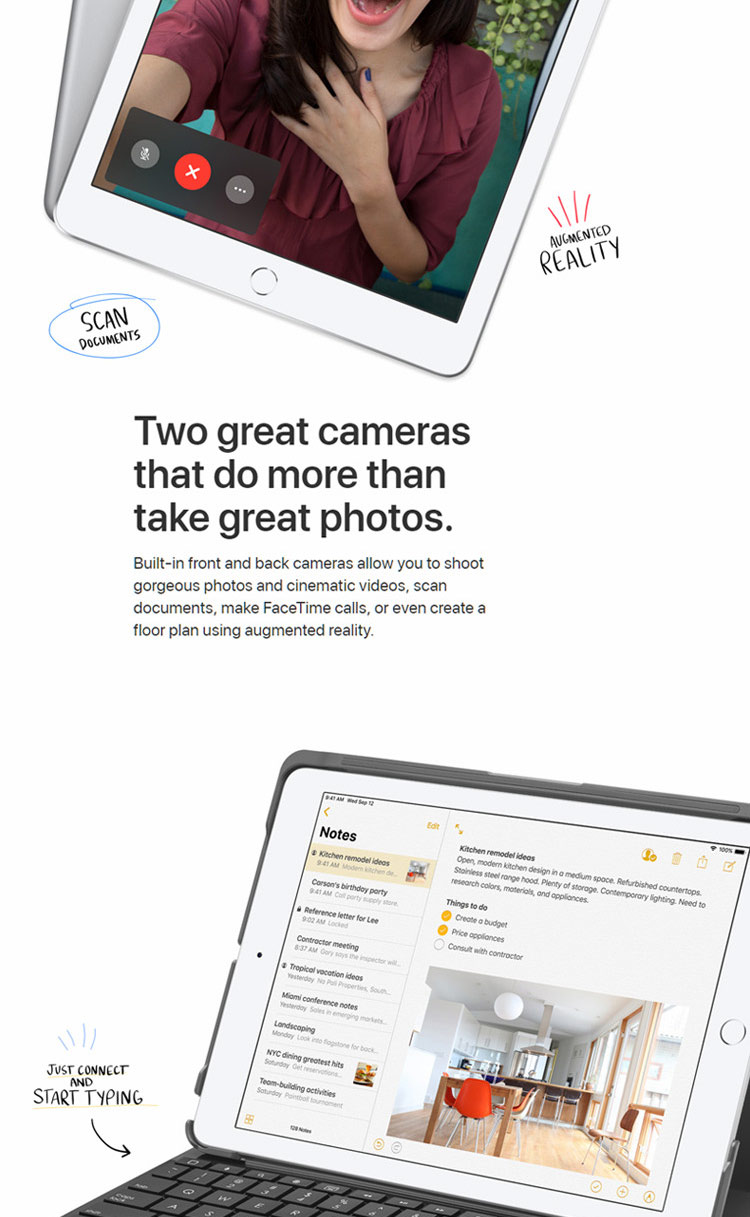 AUGMENTED
REALITY
SCAN
DOCUMENTS
Two great cameras
that do more than
take great photos.
Built-in front and back cameras allow you to shoot
gorgeous photos and cinematic videos, scan
documents, make FaceTime calls, or even create a
floor plan using augmented reality.
9:41 AM Wed Sep 12
100%
Edit
Notes
Kitchen remodel ideas
9:41 AM Modern kitchen de...
Carson's birthday party
9:41 AM Call party supply store.
Reference letter for Lee
9:02 AM Locked
Contractor meeting
8:37 AM Gary says the inspector will...
Tropical vacation ideas
Yesterday No Poli Properties, South...
Miami conference notes
Yesterday Sales in emerging markets...
Landscaping
Monday Look into flagstone for back...
NYC dining greatest hits
Saturday Get reservations...
Team-building activities
Saturday Paintball tournament
128 Notes
Kitchen remodel ideas
Open, modern kitchen design in a medium space. Refurbished countertops.
Stainless steel range hood. Plenty of storage. Contemporary lighting. Need to
research colors, materials, and appliances.
Things to do
Create a budget
Price appliances
Consult with contractor
JUST CONNECT
AND
START TYPING
caps lock
Q W E
A S